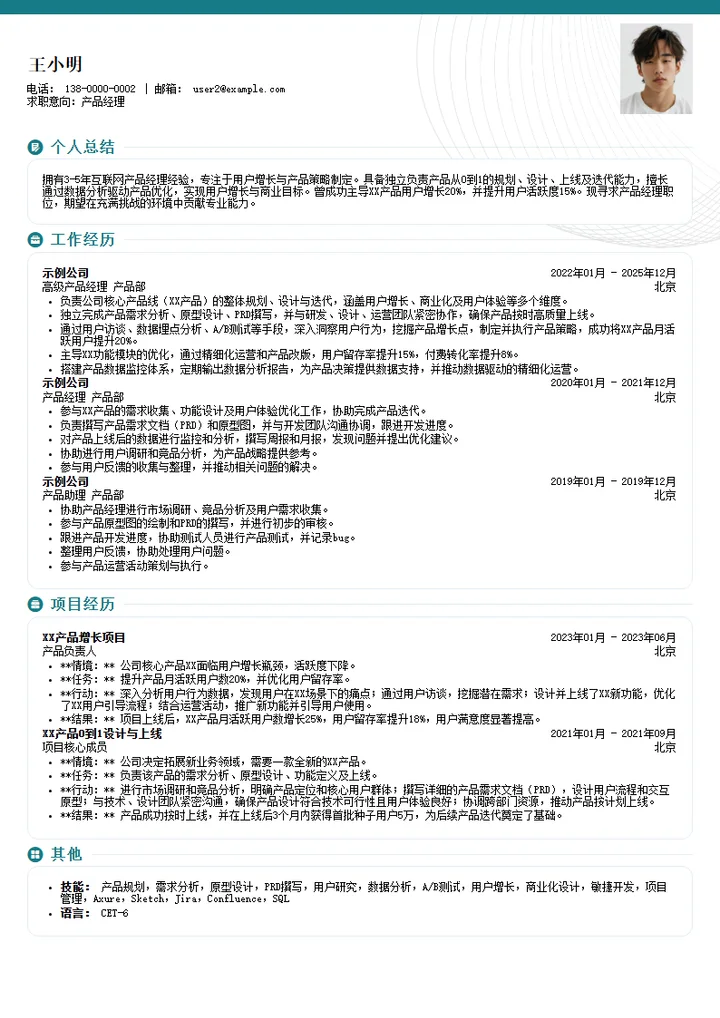 王小明
电话： 138-0000-0002 | 邮箱： user2@example.com
求职意向：产品经理
个人总结
拥有3-5年互联网产品经理经验，专注于用户增长与产品策略制定。具备独立负责产品从0到1的规划、设计、上线及迭代能力，擅长
通过数据分析驱动产品优化，实现用户增长与商业目标。曾成功主导XX产品用户增长20%，并提升用户活跃度15%。现寻求产品经理职
位，期望在充满挑战的环境中贡献专业能力。
工作经历
示例公司 2022年01月 - 2025年12月
高级产品经理 产品部 北京
• 负责公司核心产品线（XX产品）的整体规划、设计与迭代，涵盖用户增长、商业化及用户体验等多个维度。
• 独立完成产品需求分析、原型设计、PRD撰写，并与研发、设计、运营团队紧密协作，确保产品按时高质量上线。
• 通过用户访谈、数据埋点分析、A/B测试等手段，深入洞察用户行为，挖掘产品增长点，制定并执行产品策略，成功将XX产品月活
跃用户提升20%。
• 主导XX功能模块的优化，通过精细化运营和产品改版，用户留存率提升15%，付费转化率提升8%。
• 搭建产品数据监控体系，定期输出数据分析报告，为产品决策提供数据支持，并推动数据驱动的精细化运营。
示例公司 2020年01月 - 2021年12月
产品经理 产品部 北京
• 参与XX产品的需求收集、功能设计及用户体验优化工作，协助完成产品迭代。
• 负责撰写产品需求文档（PRD）和原型图，并与开发团队沟通协调，跟进开发进度。
• 对产品上线后的数据进行监控和分析，撰写周报和月报，发现问题并提出优化建议。
• 协助进行用户调研和竞品分析，为产品战略提供参考。
• 参与用户反馈的收集与整理，并推动相关问题的解决。
示例公司 2019年01月 - 2019年12月
产品助理 产品部 北京
• 协助产品经理进行市场调研、竞品分析及用户需求收集。
• 参与产品原型图的绘制和PRD的撰写，并进行初步的审核。
• 跟进产品开发进度，协助测试人员进行产品测试，并记录bug。
• 整理用户反馈，协助处理用户问题。
• 参与产品运营活动策划与执行。
项目经历
XX产品增长项目 2023年01月 - 2023年06月
产品负责人 北京
• **情境：** 公司核心产品XX面临用户增长瓶颈，活跃度下降。
• **任务：** 提升产品月活跃用户数20%，并优化用户留存率。
• **行动：** 深入分析用户行为数据，发现用户在XX场景下的痛点；通过用户访谈，挖掘潜在需求；设计并上线了XX新功能，优化
了XX用户引导流程；结合运营活动，推广新功能并引导用户使用。
• **结果：** 项目上线后，XX产品月活跃用户数增长25%，用户留存率提升18%，用户满意度显著提高。
XX产品0到1设计与上线 2021年01月 - 2021年09月
项目核心成员 北京
• **情境：** 公司决定拓展新业务领域，需要一款全新的XX产品。
• **任务：** 负责该产品的需求分析、原型设计、功能定义及上线。
• **行动：** 进行市场调研和竞品分析，明确产品定位和核心用户群体；撰写详细的产品需求文档（PRD），设计用户流程和交互
原型；与技术、设计团队紧密沟通，确保产品设计符合技术可行性且用户体验良好；协调跨部门资源，推动产品按计划上线。
• **结果：** 产品成功按时上线，并在上线后3个月内获得首批种子用户5万，为后续产品迭代奠定了基础。
其他
• 技能： 产品规划，需求分析，原型设计，PRD撰写，用户研究，数据分析，A/B测试，用户增长，商业化设计，敏捷开发，项目
管理，Axure，Sketch，Jira，Confluence，SQL
• 语言： CET-6